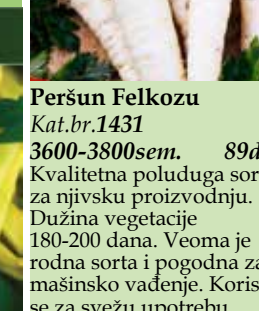 Peršun Felkozu
Kat.br.1431
3600-3800sem. 89d
Kvalitetna poluduga sor
za njivsku proizvodnju.
Dužina vegetacije
180-200 dana. Veoma je
rodna sorta i pogodna za
mašinsko vađenje. Koris
se za svežu upotrebu